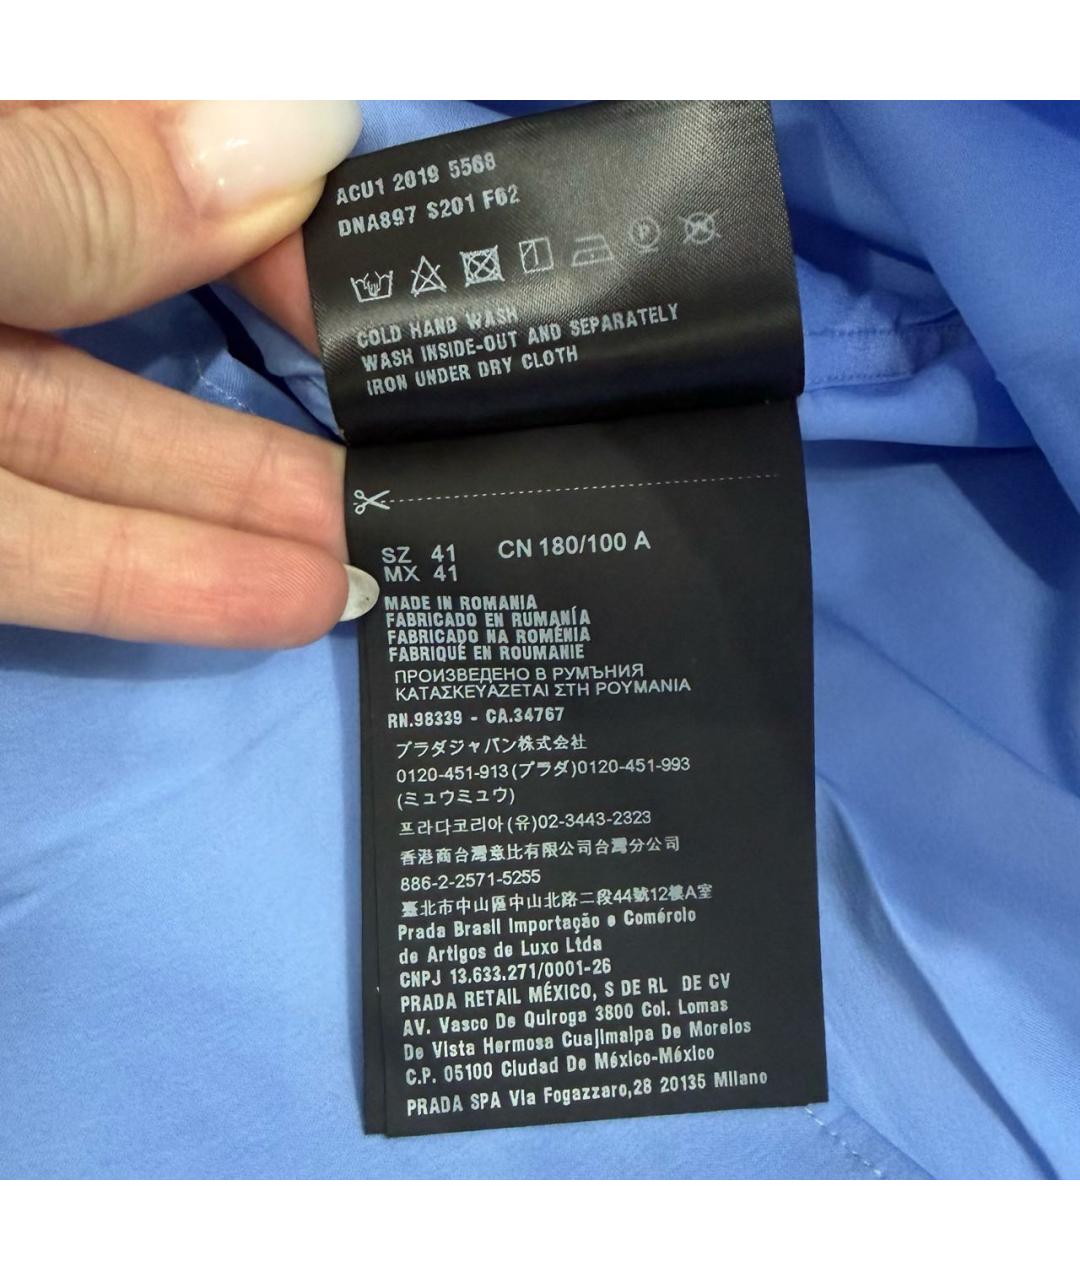 ACU1 2019 5568
DNA897 S201 F62
COLD HAND WASH
WASH INSIDE-OUT AND SEPARATELY
IRON UNDER DRY CLOTH
SZ 41 CN 180/100 A
MX 41
MADE IN ROMANIA
FABRICADO EN RUMANÍA
FABRICADO NA ROMÉNIA
FABRIQUÉ EN ROUMANIE
ПРОИЗВЕДЕНО В РУМЪНИЯ
ΚΑΤΑΣΚΕΥΑΖΕΤΑΙ ΣΤΗ ΡΟΥΜΑΝΙΑ
RN.98339 - CA.34767
プラダジャパン株式会社
0120-451-913(プラダ)0120-451-993
(ミュウミュウ)
프라다코리아(유)02-3443-2323
香港商台灣意比有限公司台灣分公司
886-2-2571-5255
臺北市中山區中山北路二段44號12樓A室
Prada Brasil Importação e Comércio
de Artigos de Luxo Ltda
CNPJ 13.633.271/0001-26
PRADA RETAIL MÉXICO, S DE RL DE CV
AV. Vasco De Quiroga 3800 Col. Lomas
De Vista Hermosa Cuajimalpa De Morelos
C.P. 05100 Ciudad De México-México
PRADA SPA Via Fogazzaro,28 20135 Milano